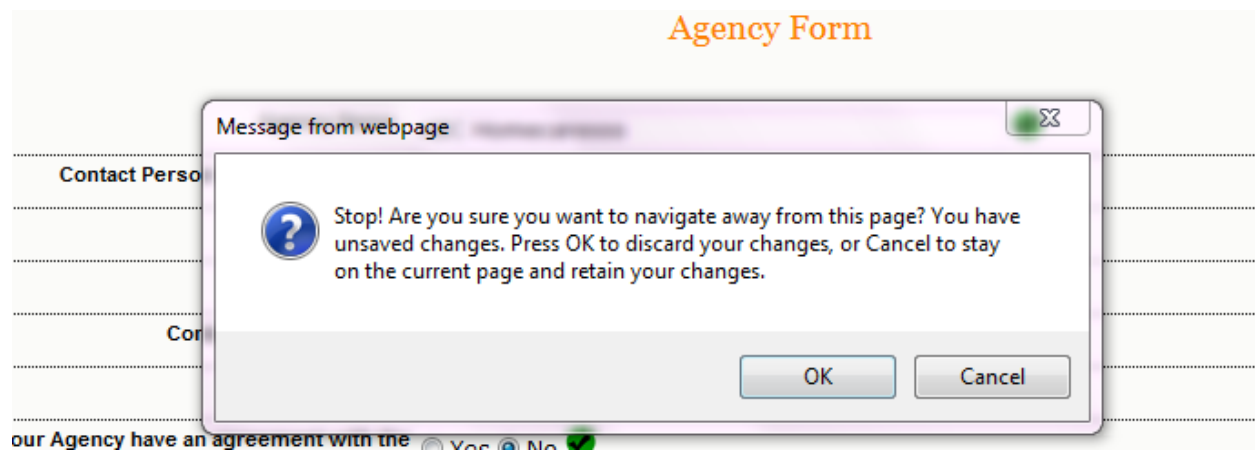 Agency Form
Message from webpage
Contact Perso
Stop! Are you sure you want to navigate away from this page? You have
unsaved changes. Press OK to discard your changes, or Cancel to stay
on the current page and retain your changes.
Con
OK Cancel
our Agency have an agreement with the Yes No